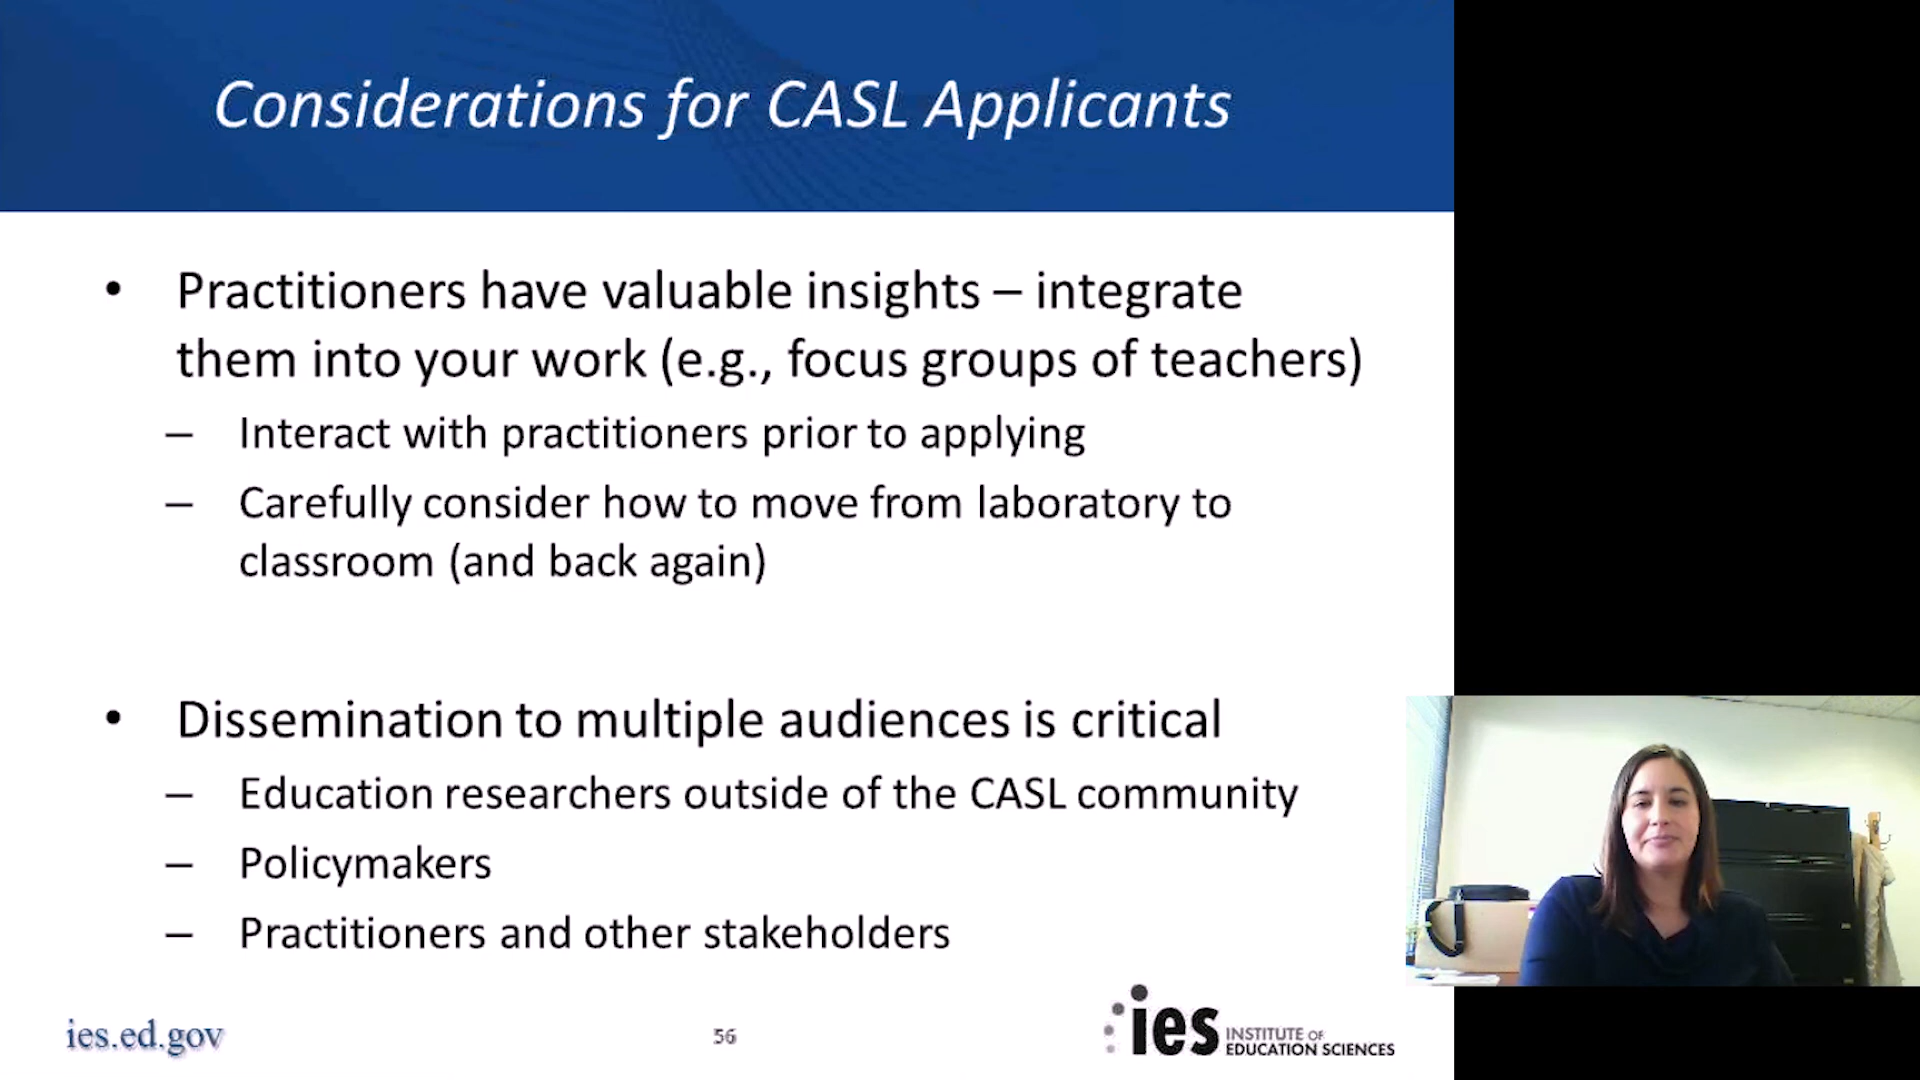 Considerations for CASL Applicants
• Practitioners have valuable insights – integrate
them into your work (e.g., focus groups of teachers)
– Interact with practitioners prior to applying
– Carefully consider how to move from laboratory to
classroom (and back again)
• Dissemination to multiple audiences is critical
– Education researchers outside of the CASL community
– Policymakers
– Practitioners and other stakeholders
ies.ed.gov
56
ies
INSTITUTE OF
EDUCATION SCIENCES